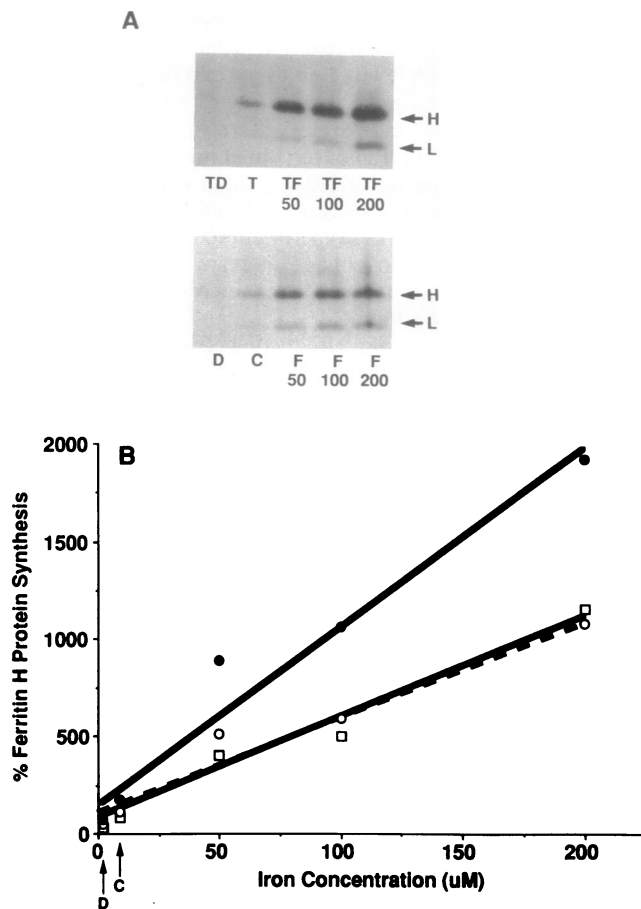 A
H
L
TD T TF TF TF
50 100 200
H
L
D C F F F
50 100 200
B
% Ferritin H Protein Synthesis
2000
1500
1000
500
0
0 50 100 150 200
D C
Iron Concentration (uM)